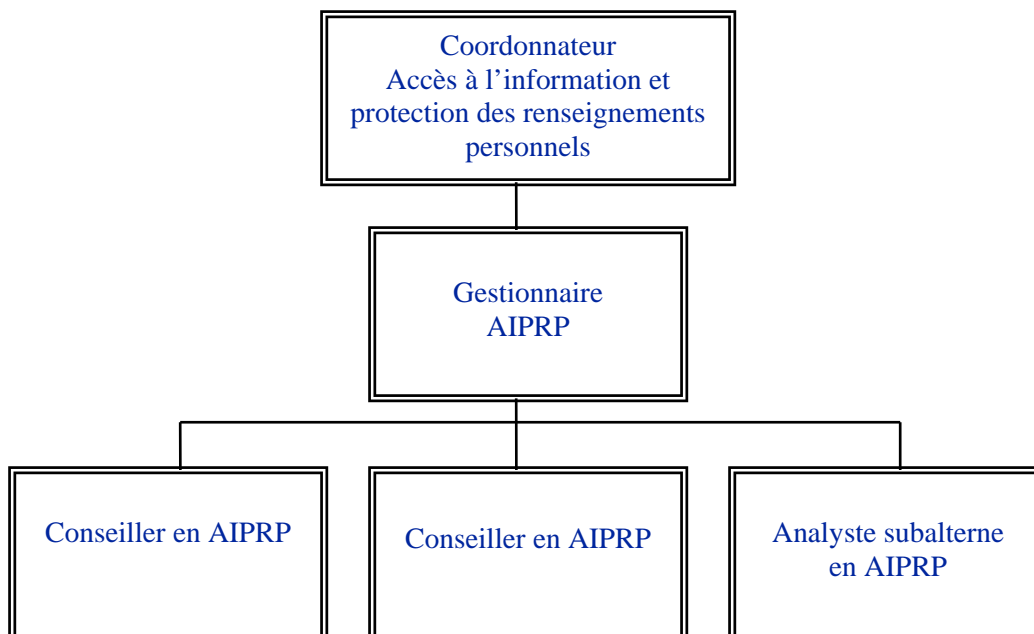 Coordonnateur
Accès à l’information et
protection des renseignements
personnels
Gestionnaire
AIPRP
Conseiller en AIPRP
Conseiller en AIPRP
Analyste subalterne
en AIPRP